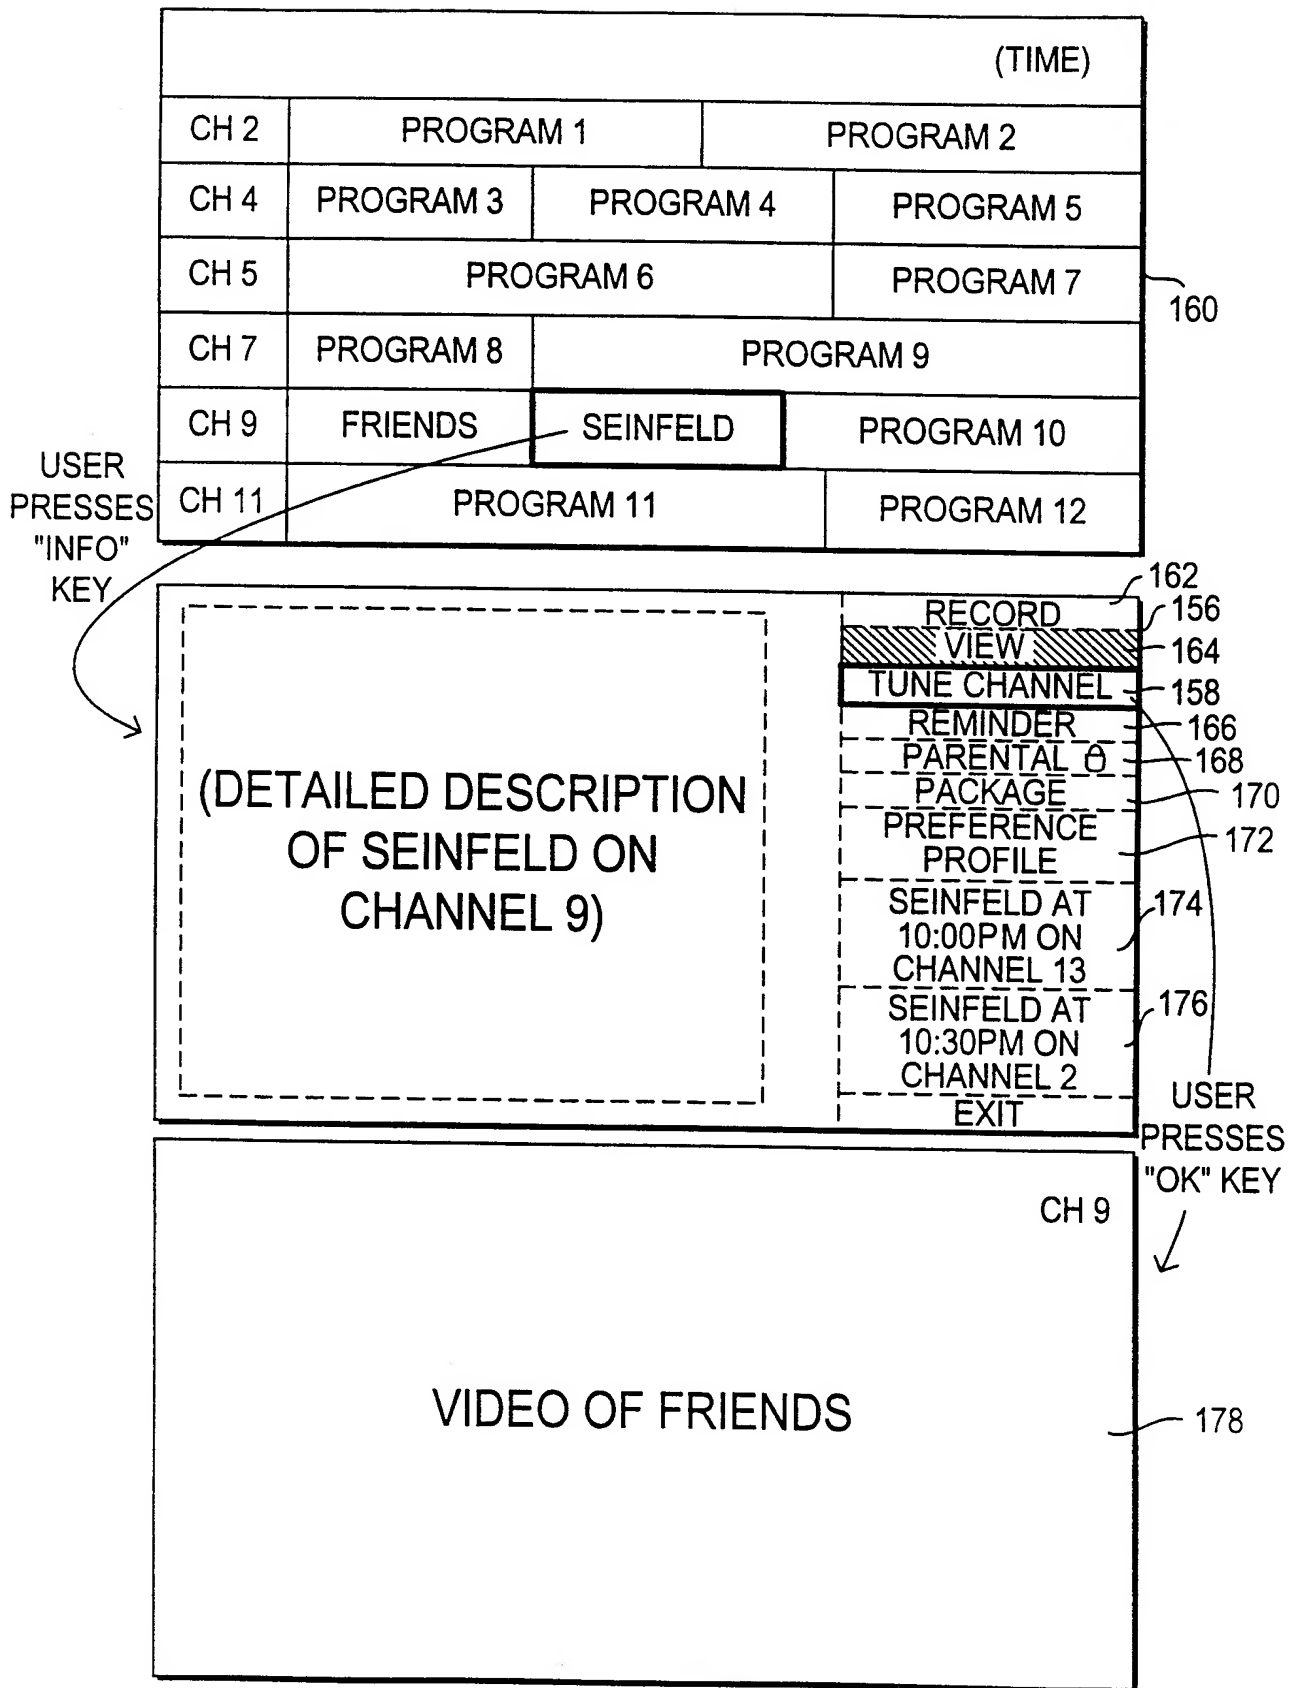 (TIME)
CH 2 PROGRAM 1 PROGRAM 2
CH 4 PROGRAM 3 PROGRAM 4 PROGRAM 5
CH 5 PROGRAM 6 PROGRAM 7
160
CH 7 PROGRAM 8 PROGRAM 9
CH 9 FRIENDS SEINFELD PROGRAM 10
CH 11 PROGRAM 11 PROGRAM 12
USER
PRESSES
"INFO"
KEY
(DETAILED DESCRIPTION
OF SEINFELD ON
CHANNEL 9)
RECORD
VIEW
TUNE CHANNEL
REMINDER
PARENTAL
PACKAGE
PREFERENCE
PROFILE
SEINFELD AT
10:00PM ON
CHANNEL 13
SEINFELD AT
10:30PM ON
CHANNEL 2
EXIT
162
156
164
158
166
168
170
172
174
176
USER
PRESSES
"OK" KEY
CH 9
VIDEO OF FRIENDS
178